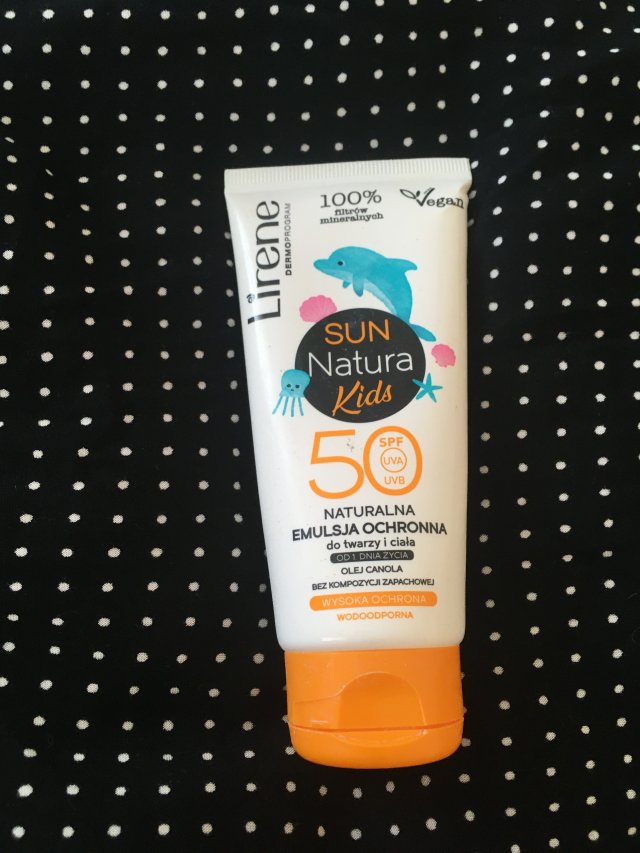 Lirene
DERMOPROGRAM
100%
filtrów
mineralnych
Vegan
SUN
Natura
Kids
50
SPF
UVA
UVB
NATURALNA
EMULSJA OCHRONNA
do twarzy i ciała
OD 1. DNIA ŻYCIA
OLEJ CANOLA
BEZ KOMPOZYCJI ZAPACHOWEJ
WYSOKA OCHRONA
WODOODPORNA